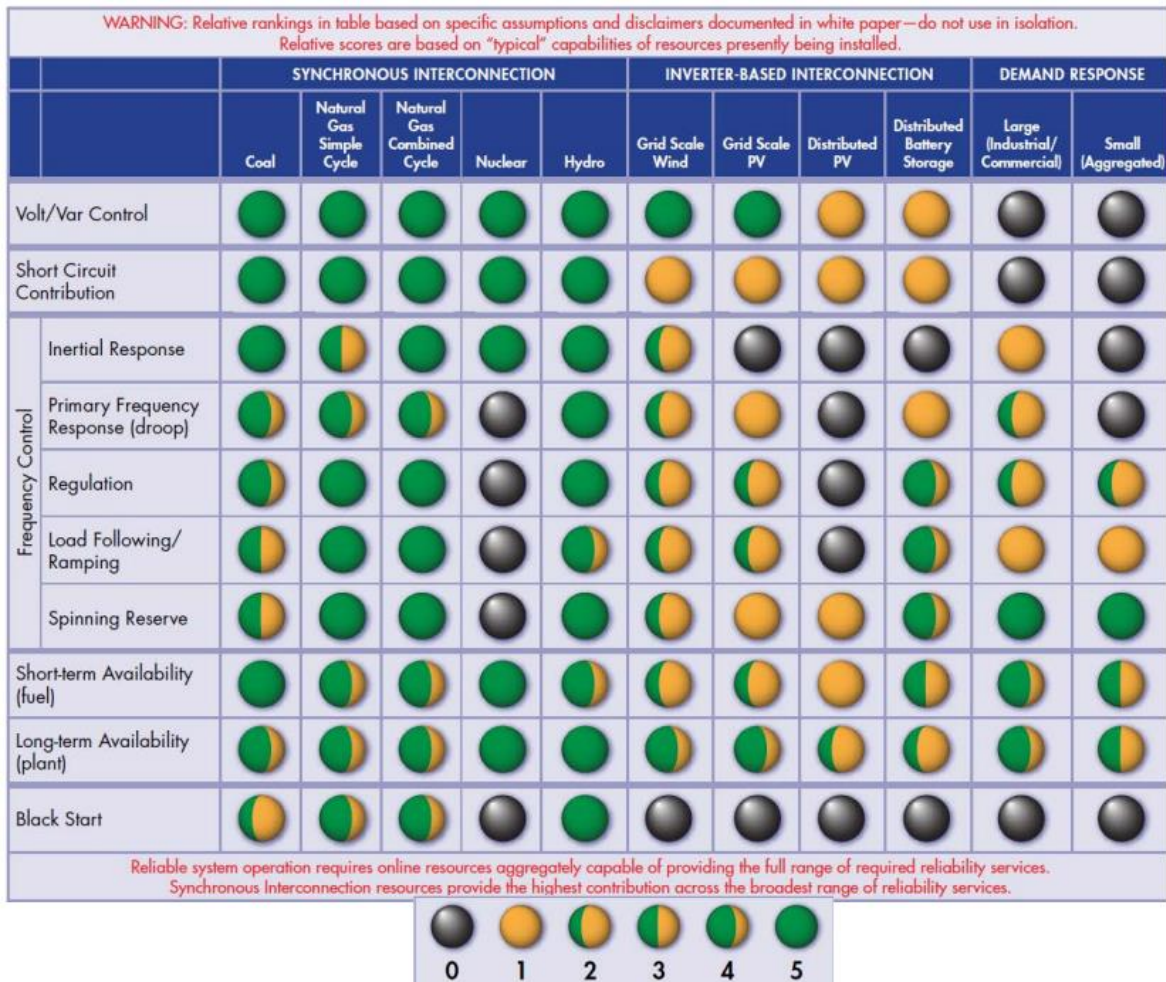 WARNING: Relative rankings in table based on specific assumptions and disclaimers documented in white paper—do not use in isolation.
Relative scores are based on “typical” capabilities of resources presently being installed.
SYNCHRONOUS INTERCONNECTION
INVERTER-BASED INTERCONNECTION
DEMAND RESPONSE
Coal
Natural
Gas
Simple
Cycle
Natural
Gas
Combined
Cycle
Nuclear
Hydro
Grid Scale
Wind
Grid Scale
PV
Distributed
PV
Distributed
Battery
Storage
Large
(Industrial/
Commercial)
Small
(Aggregated)
Volt/Var Control
Short Circuit
Contribution
Frequency Control
Inertial Response
Primary Frequency
Response (droop)
Regulation
Load Following/
Ramping
Spinning Reserve
Short-term Availability
(fuel)
Long-term Availability
(plant)
Black Start
Reliable system operation requires online resources aggregately capable of providing the full range of required reliability services.
Synchronous Interconnection resources provide the highest contribution across the broadest range of reliability services.
0 1 2 3 4 5